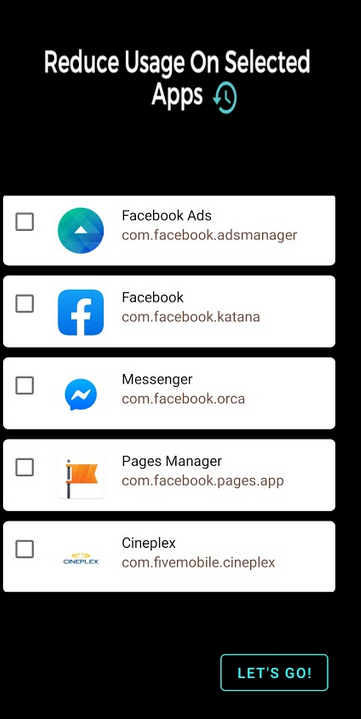 Reduce Usage On Selected
Apps
Facebook Ads
com.facebook.adsmanager
Facebook
com.facebook.katana
Messenger
com.facebook.orca
Pages Manager
com.facebook.pages.app
Cineplex
CINEPLEX
com.fivemobile.cineplex
LET'S GO!